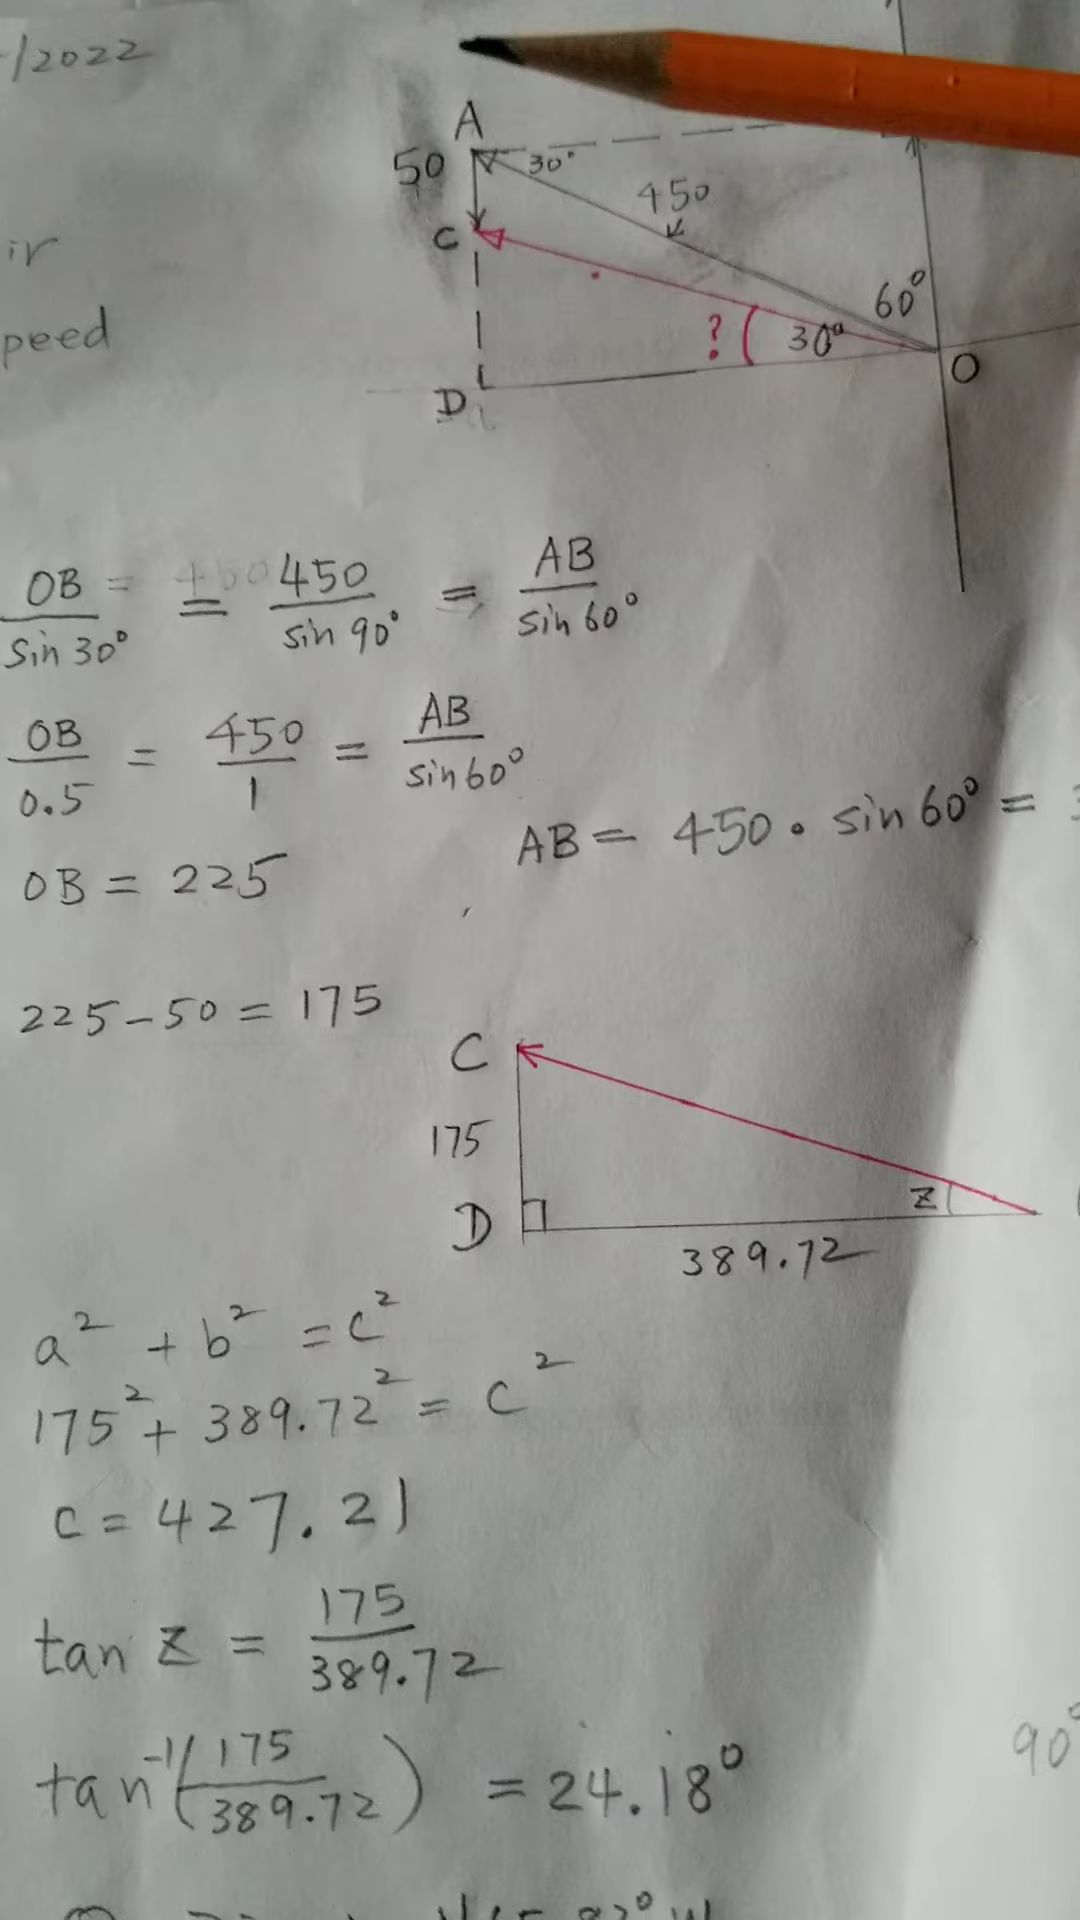 /2022
A
50
30°
450
C
60°
?
30°
O
D
ir
peed
OB/sin 30° = 450/sin 90° = AB/sin 60°
OB/0.5 = 450/1 = AB/sin 60°
AB = 450 · sin 60° =
OB = 225
225 - 50 = 175
C
175
D
Z
389.72
a² + b² = c²
175² + 389.72² = c²
c = 427.21
tan Z = 175/389.72
tan⁻¹(175/389.72) = 24.18°
90°